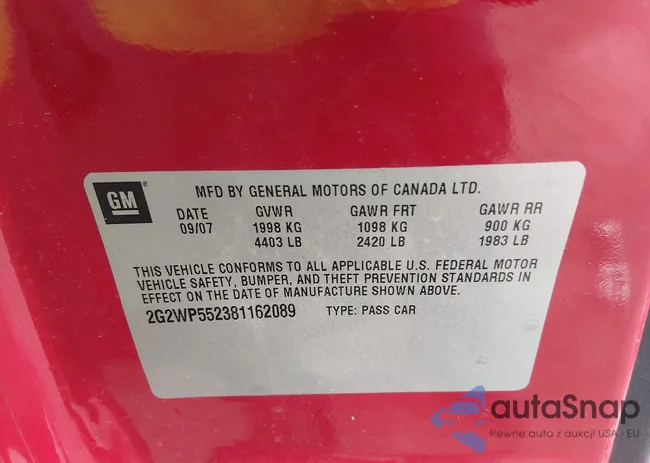 GM
MFD BY GENERAL MOTORS OF CANADA LTD.
DATE GVWR GAWR FRT GAWR RR
09/07 1998 KG 1098 KG 900 KG
4403 LB 2420 LB 1983 LB
THIS VEHICLE CONFORMS TO ALL APPLICABLE U.S. FEDERAL MOTOR
VEHICLE SAFETY, BUMPER, AND THEFT PREVENTION STANDARDS IN
EFFECT ON THE DATE OF MANUFACTURE SHOWN ABOVE.
2G2WP552381162089 TYPE: PASS CAR
autaSnap
Pewne auta z aukcji USA i EU